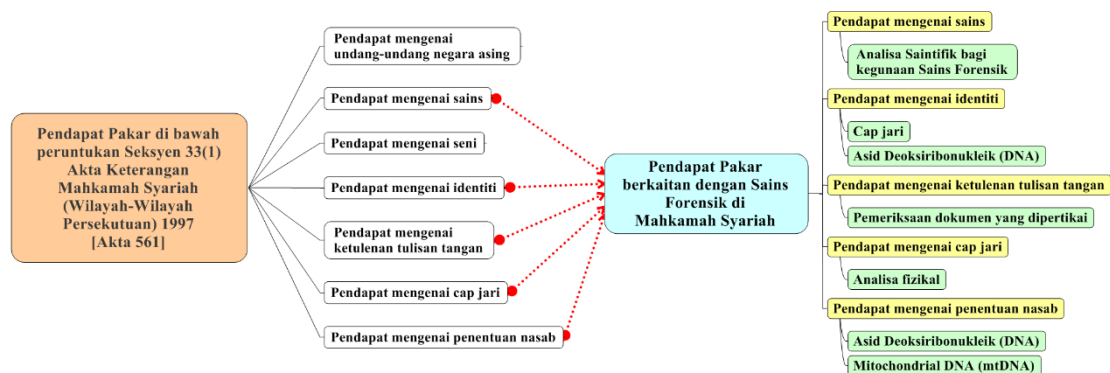 Pendapat Pakar di bawah
peruntukan Seksyen 33(1)
Akta Keterangan
Mahkamah Syariah
(Wilayah-Wilayah
Persekutuan) 1997
[Akta 561]
Pendapat mengenai
undang-undang negara asing
Pendapat mengenai sains
Pendapat mengenai seni
Pendapat mengenai identiti
Pendapat mengenai
ketulenan tulisan tangan
Pendapat mengenai cap jari
Pendapat mengenai penentuan nasab
Pendapat Pakar
berkaitan dengan Sains
Forensik di
Mahkamah Syariah
Pendapat mengenai sains
Analisa Saintifik bagi
kegunaan Sains Forensik
Pendapat mengenai identiti
Cap jari
Asid Deoksiribonukleik (DNA)
Pendapat mengenai ketulenan tulisan tangan
Pemeriksaan dokumen yang dipertikai
Pendapat mengenai cap jari
Analisa fizikal
Pendapat mengenai penentuan nasab
Asid Deoksiribonukleik (DNA)
Mitochondrial DNA (mtDNA)